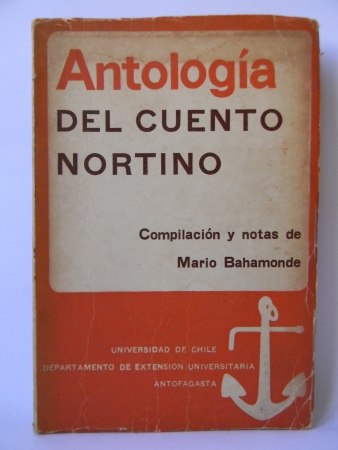 Antología
DEL CUENTO
NORTINO
Compilación y notas de
Mario Bahamonde
UNIVERSIDAD DE CHILE
DEPARTAMENTO DE EXTENSION UNIVERSITARIA
ANTOFAGASTA